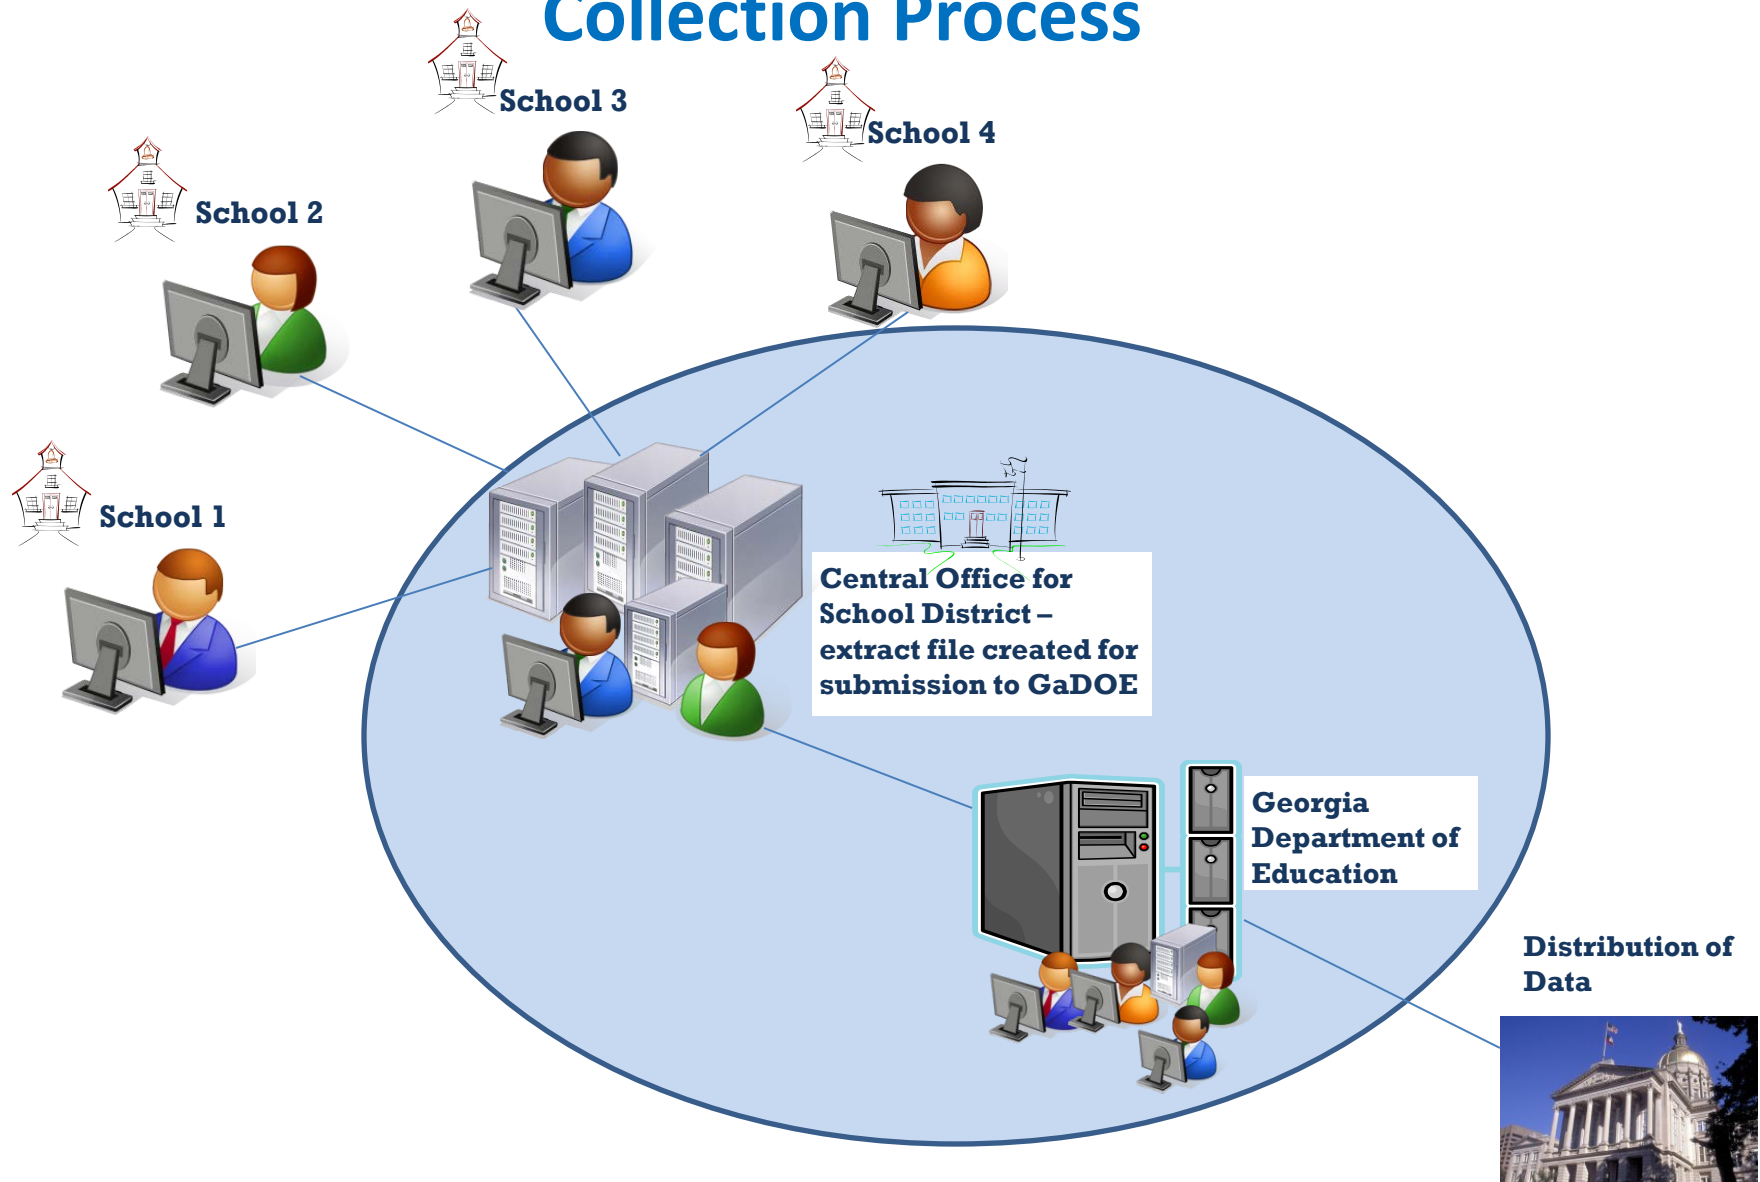 Collection Process
School 3
School 4
School 2
School 1
Central Office for
School District –
extract file created for
submission to GaDOE
Georgia
Department of
Education
Distribution of
Data